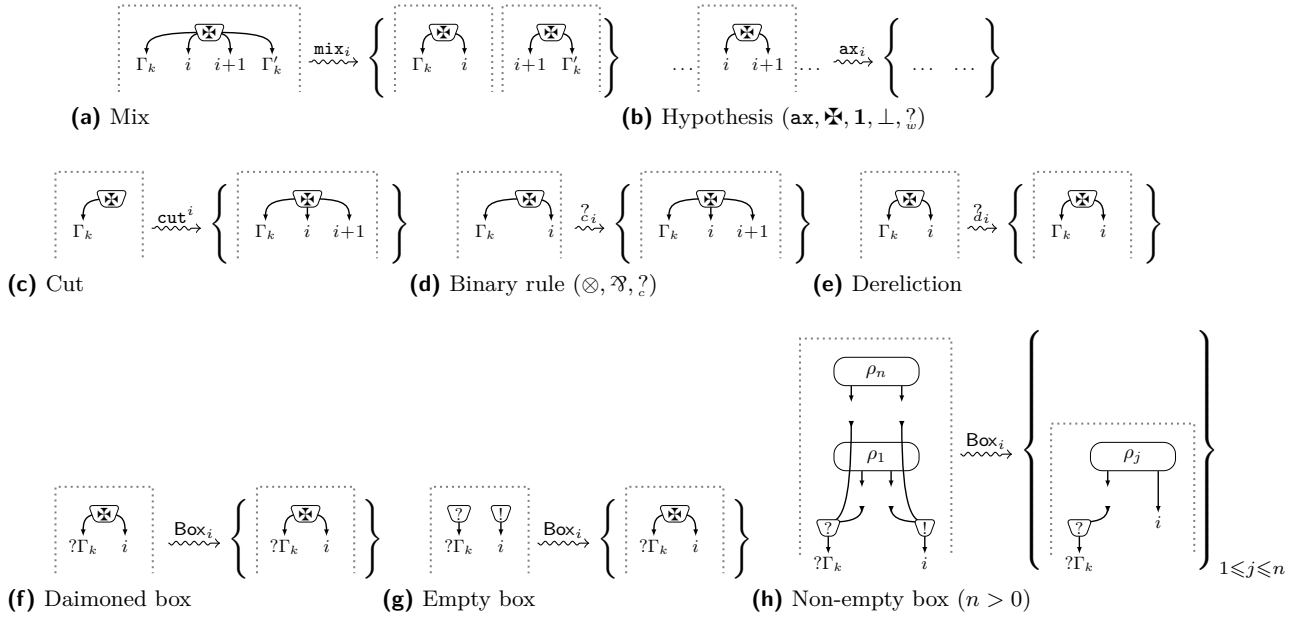 ✠ mix_i { ✠ ✠ } ✠ ax_i { }
Γ_k i i+1 Γ′_k Γ_k i i+1 Γ′_k … i i+1 … … …
(a) Mix (b) Hypothesis (ax, ✠, 1, ⊥, ?_w)
✠ cut^i { ✠ } ✠ ?_c i { ✠ } ✠ ?_d i { ✠ }
Γ_k Γ_k i i+1 Γ_k i Γ_k i i+1 Γ_k i Γ_k i
(c) Cut (d) Binary rule (⊗, ⅋, ?_c) (e) Dereliction
ρ_n
ρ_1 Box_i { ρ_j } 1⩽j⩽n
✠ Box_i { ✠ } ? ! Box_i { ✠ } ? ! ? i
?Γ_k i ?Γ_k i ?Γ_k i ?Γ_k i ?Γ_k i ?Γ_k
(f) Daimoned box (g) Empty box (h) Non-empty box (n > 0)